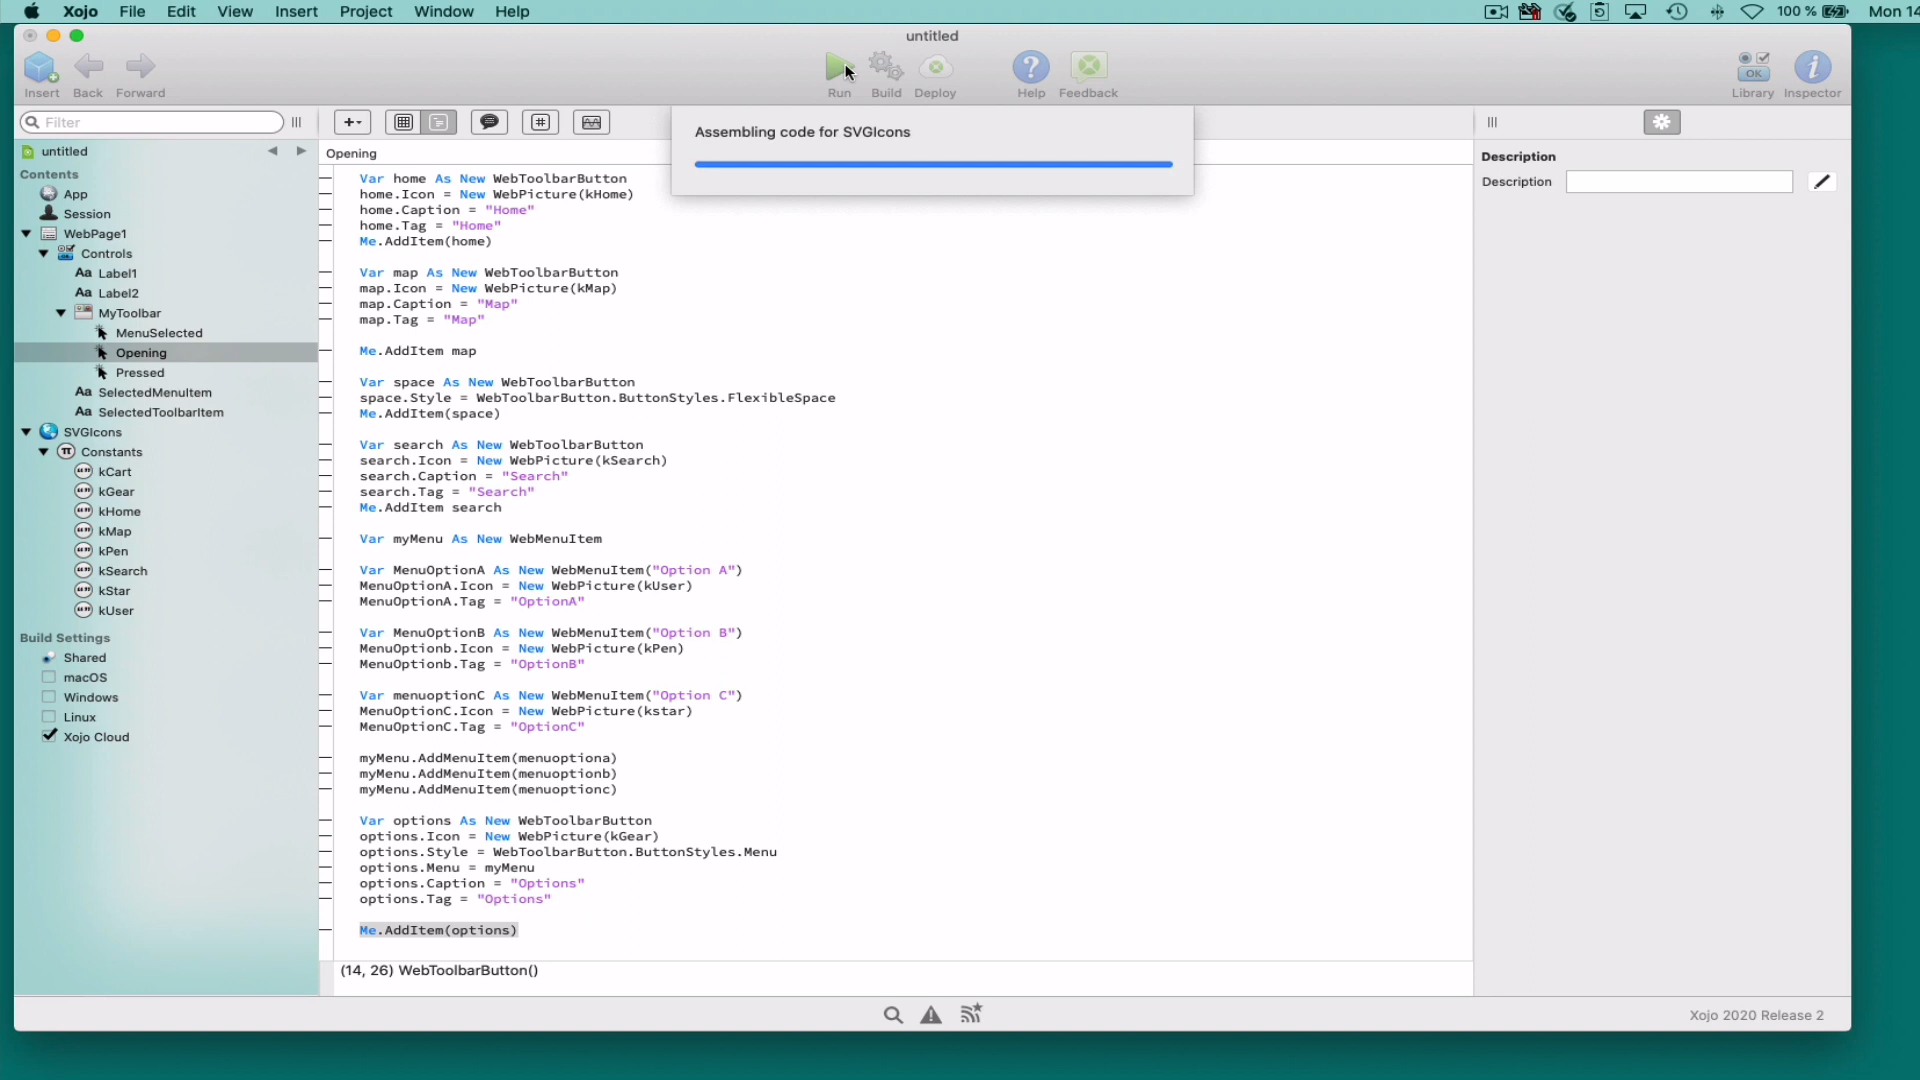 Xojo File Edit View Insert Project Window Help
100 % Mon 14
untitled
Insert Back Forward Run Build Deploy Help Feedback Library Inspector
OK
Filter
Assembling code for SVGIcons
untitled
Contents
App
Session
WebPage1
Controls
Aa Label1
Aa Label2
MyToolbar
MenuSelected
Opening
Pressed
Aa SelectedMenuItem
Aa SelectedToolbarItem
SVGIcons
Constants
kCart
kGear
kHome
kMap
kPen
kSearch
kStar
kUser
Build Settings
Shared
macOS
Windows
Linux
Xojo Cloud
Opening
Var home As New WebToolbarButton
home.Icon = New WebPicture(kHome)
home.Caption = "Home"
home.Tag = "Home"
Me.AddItem(home)
Var map As New WebToolbarButton
map.Icon = New WebPicture(kMap)
map.Caption = "Map"
map.Tag = "Map"
Me.AddItem map
Var space As New WebToolbarButton
space.Style = WebToolbarButton.ButtonStyles.FlexibleSpace
Me.AddItem(space)
Var search As New WebToolbarButton
search.Icon = New WebPicture(kSearch)
search.Caption = "Search"
search.Tag = "Search"
Me.AddItem search
Var myMenu As New WebMenuItem
Var MenuOptionA As New WebMenuItem("Option A")
MenuOptionA.Icon = New WebPicture(kUser)
MenuOptionA.Tag = "OptionA"
Var MenuOptionB As New WebMenuItem("Option B")
MenuOptionb.Icon = New WebPicture(kPen)
MenuOptionb.Tag = "OptionB"
Var menuoptionC As New WebMenuItem("Option C")
MenuOptionC.Icon = New WebPicture(kstar)
MenuOptionC.Tag = "OptionC"
myMenu.AddMenuItem(menuoptiona)
myMenu.AddMenuItem(menuoptionb)
myMenu.AddMenuItem(menuoptionc)
Var options As New WebToolbarButton
options.Icon = New WebPicture(kGear)
options.Style = WebToolbarButton.ButtonStyles.Menu
options.Menu = myMenu
options.Caption = "Options"
options.Tag = "Options"
Me.AddItem(options)
(14, 26) WebToolbarButton()
Description
Description
Xojo 2020 Release 2